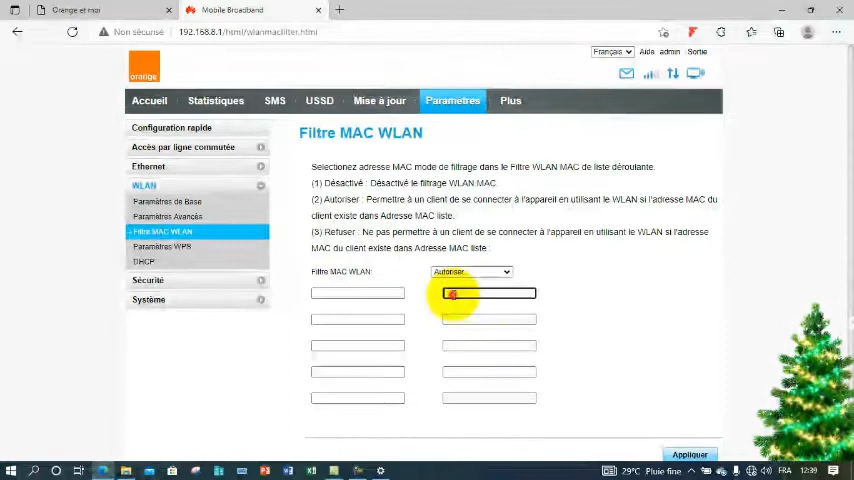 Orange et moi
Mobile Broadband
Non sécurisé
192.168.8.1/html/wlanmacfilter.html
orange
Français
Aide admin Sortie
Accueil Statistiques SMS USSD Mise à jour Paramètres Plus
Configuration rapide
Accès par ligne commutée
Ethernet
WLAN
Paramètres de Base
Paramètres Avancés
Filtre MAC WLAN
Paramètres WPS
DHCP
Sécurité
Système
Filtre MAC WLAN
Selectionez adresse MAC mode de filtrage dans le Filtre WLAN MAC de liste déroulante.
(1) Désactivé : Désactivé le filtrage WLAN MAC.
(2) Autoriser : Permettre à un client de se connecter à l'appareil en utilisant le WLAN si l'adresse MAC du
client existe dans Adresse MAC liste.
(3) Refuser : Ne pas permettre à un client de se connecter à l'appareil en utilisant le WLAN si l'adresse
MAC du client existe dans Adresse MAC liste :
Filtre MAC WLAN:
Autoriser
Appliquer
29°C Pluie fine
FRA
12:39